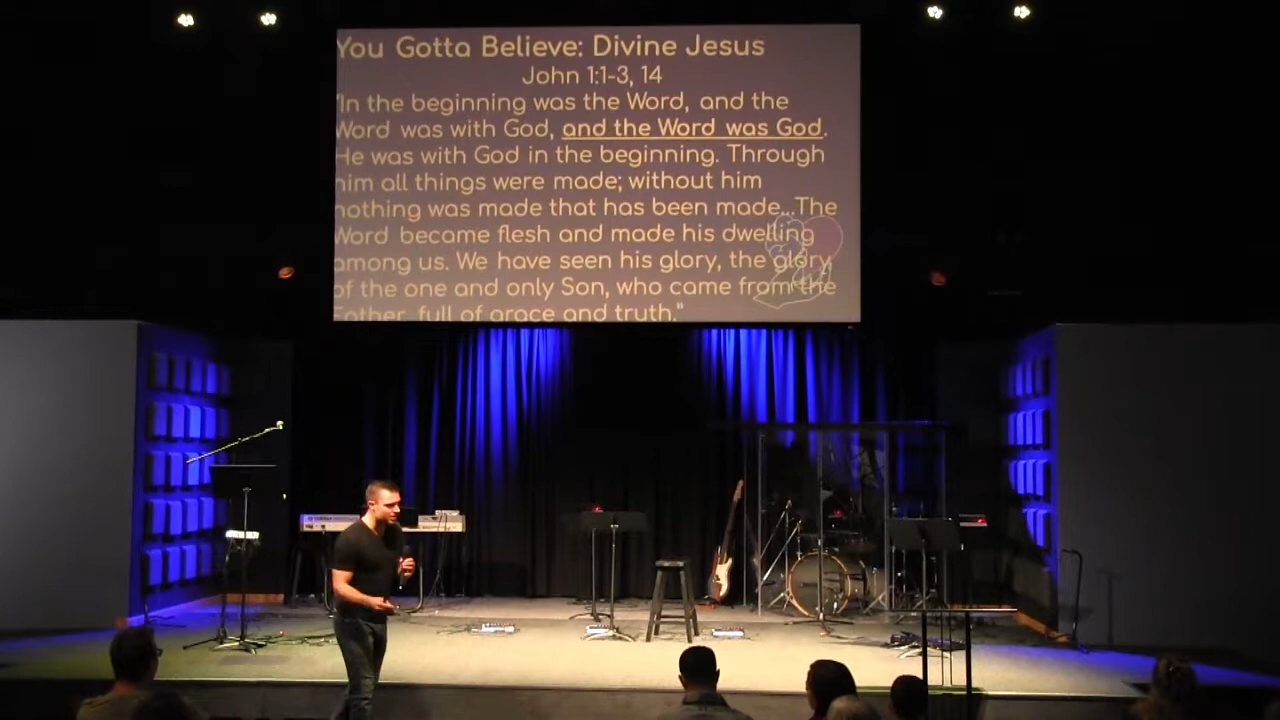 You Gotta Believe: Divine Jesus
John 1:1-3, 14
"In the beginning was the Word, and the
Word was with God, and the Word was God.
He was with God in the beginning. Through
him all things were made; without him
nothing was made that has been made...The
Word became flesh and made his dwelling
among us. We have seen his glory, the glory
of the one and only Son, who came from the
Father, full of grace and truth."